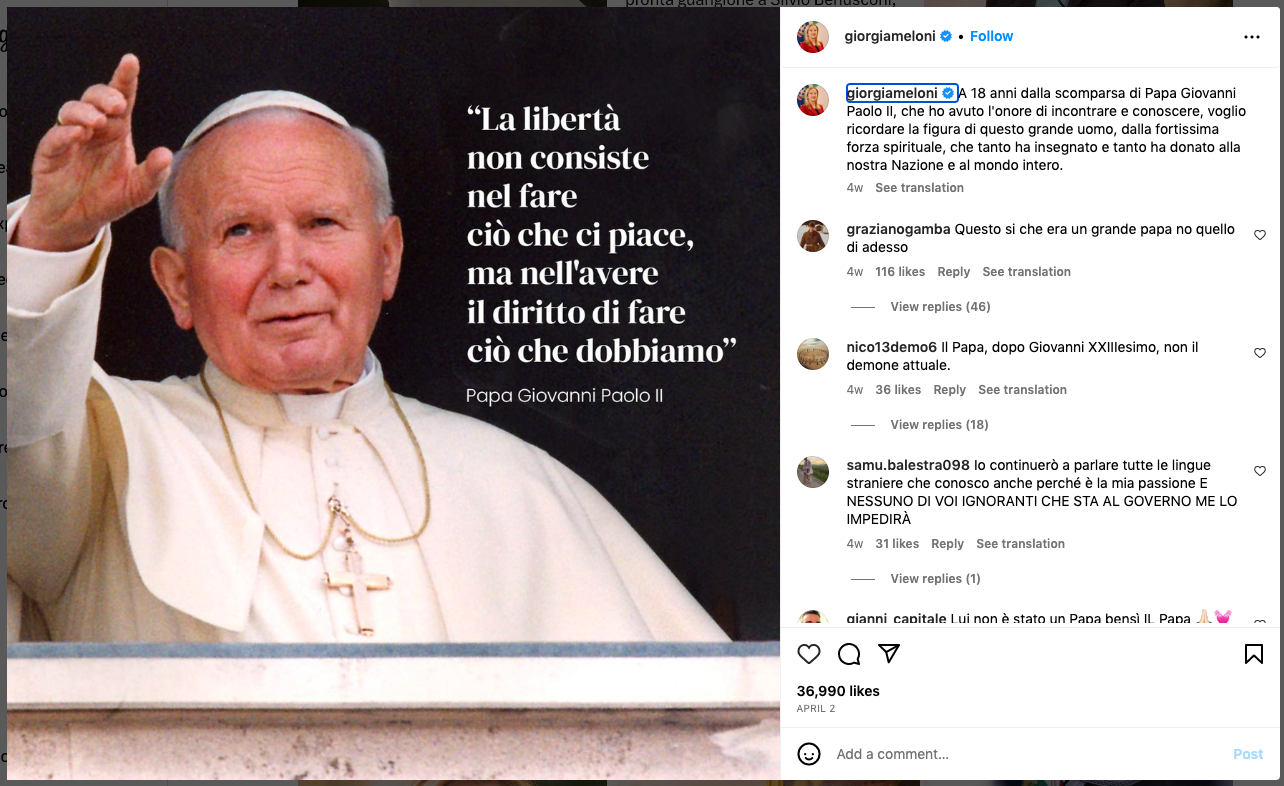 “La libertà
non consiste
nel fare
ciò che ci piace,
ma nell'avere
il diritto di fare
ciò che dobbiamo”
Papa Giovanni Paolo II
giorgiameloni • Follow
giorgiameloni A 18 anni dalla scomparsa di Papa Giovanni
Paolo II, che ho avuto l'onore di incontrare e conoscere, voglio
ricordare la figura di questo grande uomo, dalla fortissima
forza spirituale, che tanto ha insegnato e tanto ha donato alla
nostra Nazione e al mondo intero.
4w See translation
grazianogamba Questo si che era un grande papa no quello
di adesso
4w 116 likes Reply See translation
View replies (46)
nico13demo6 Il Papa, dopo Giovanni XXIIIesimo, non il
demone attuale.
4w 36 likes Reply See translation
View replies (18)
samu.balestra098 Io continuerò a parlare tutte le lingue
straniere che conosco anche perché è la mia passione E
NESSUNO DI VOI IGNORANTI CHE STA AL GOVERNO ME LO
IMPEDIRÀ
4w 31 likes Reply See translation
View replies (1)
gianni_capitale Lui non è stato un Papa bensì IL Papa
36,990 likes
APRIL 2
Add a comment...
Post